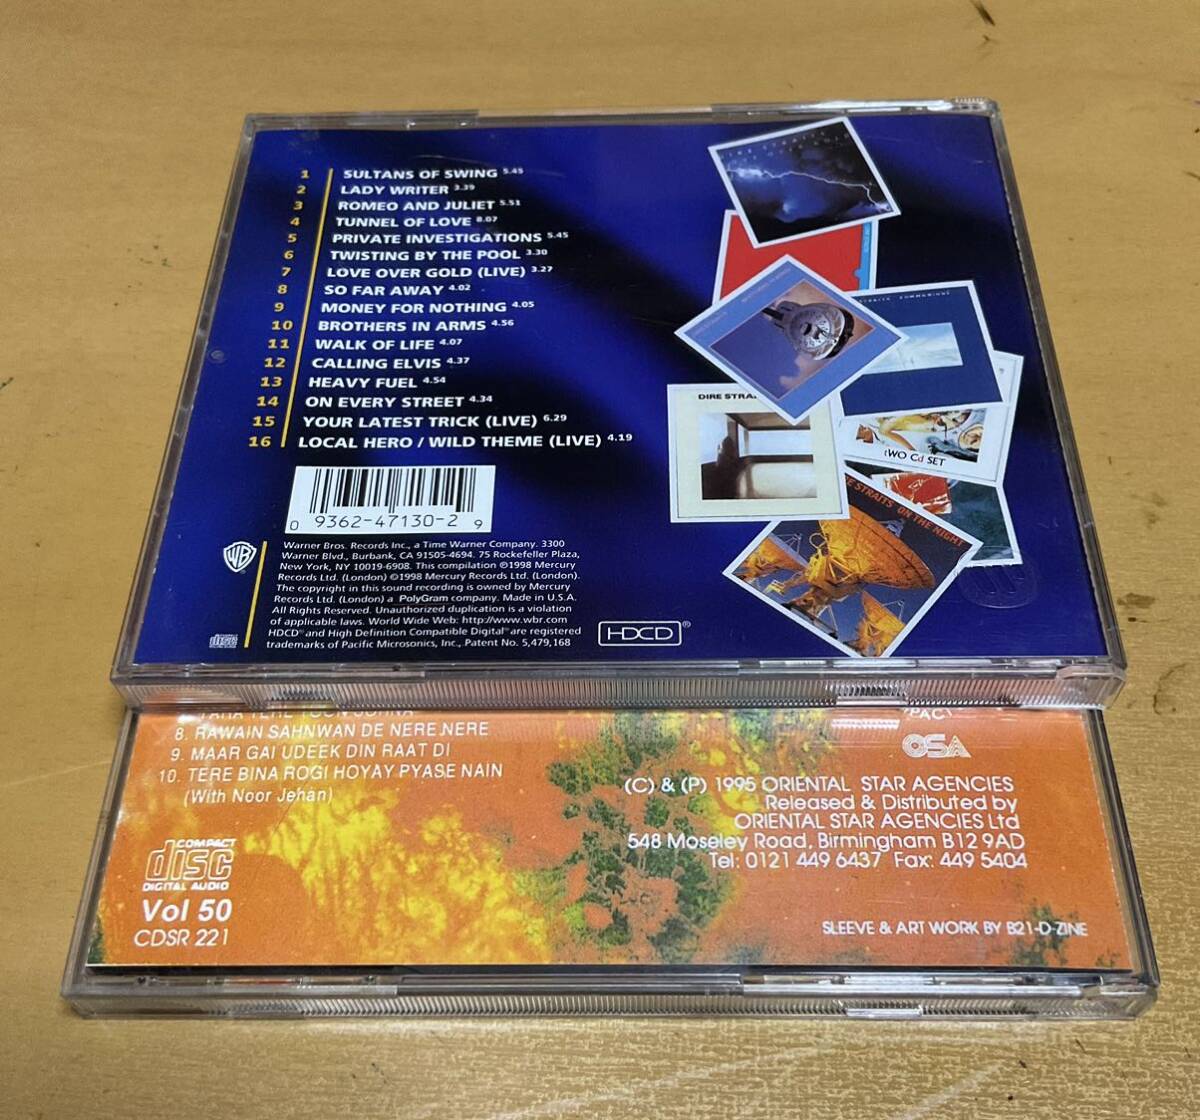 1 SULTANS OF SWING 5.45
2 LADY WRITER 3.39
3 ROMEO AND JULIET 5.51
4 TUNNEL OF LOVE 8.07
5 PRIVATE INVESTIGATIONS 5.45
6 TWISTING BY THE POOL 3.30
7 LOVE OVER GOLD (LIVE) 3.27
8 SO FAR AWAY 4.02
9 MONEY FOR NOTHING 4.05
10 BROTHERS IN ARMS 4.56
11 WALK OF LIFE 4.07
12 CALLING ELVIS 4.37
13 HEAVY FUEL 4.54
14 ON EVERY STREET 4.34
15 YOUR LATEST TRICK (LIVE) 6.29
16 LOCAL HERO / WILD THEME (LIVE) 4.19
0 9362-47130-2 9
WB
Warner Bros. Records Inc., a Time Warner Company. 3300
Warner Blvd., Burbank, CA 91505-4694. 75 Rockefeller Plaza,
New York, NY 10019-6908. This compilation ℗1998 Mercury
Records Ltd. (London) ©1998 Mercury Records Ltd. (London).
The copyright in this sound recording is owned by Mercury
Records Ltd. (London) a PolyGram company. Made in U.S.A.
All Rights Reserved. Unauthorized duplication is a violation
of applicable laws. World Wide Web: http://www.wbr.com
HDCD® and High Definition Compatible Digital® are registered
trademarks of Pacific Microsonics, Inc., Patent No. 5,479,168
disc
HDCD®
DIRE STRA
COMMUNIQUÉ
tWO Cd SET
STRAITS ON THE NIGHT
8. RAWAIN SAHNWAN DE NERE NERE
9. MAAR GAI UDEEK DIN RAAT DI
10. TERE BINA ROGI HOYAY PYASE NAIN
(With Noor Jehan)
COMPACT
disc
DIGITAL AUDIO
Vol 50
CDSR 221
OSA
(C) & (P) 1995 ORIENTAL STAR AGENCIES
Released & Distributed by
ORIENTAL STAR AGENCIES Ltd
548 Moseley Road, Birmingham B12 9AD
Tel: 0121 449 6437 Fax: 449 5404
SLEEVE & ART WORK BY B21-D-ZINE